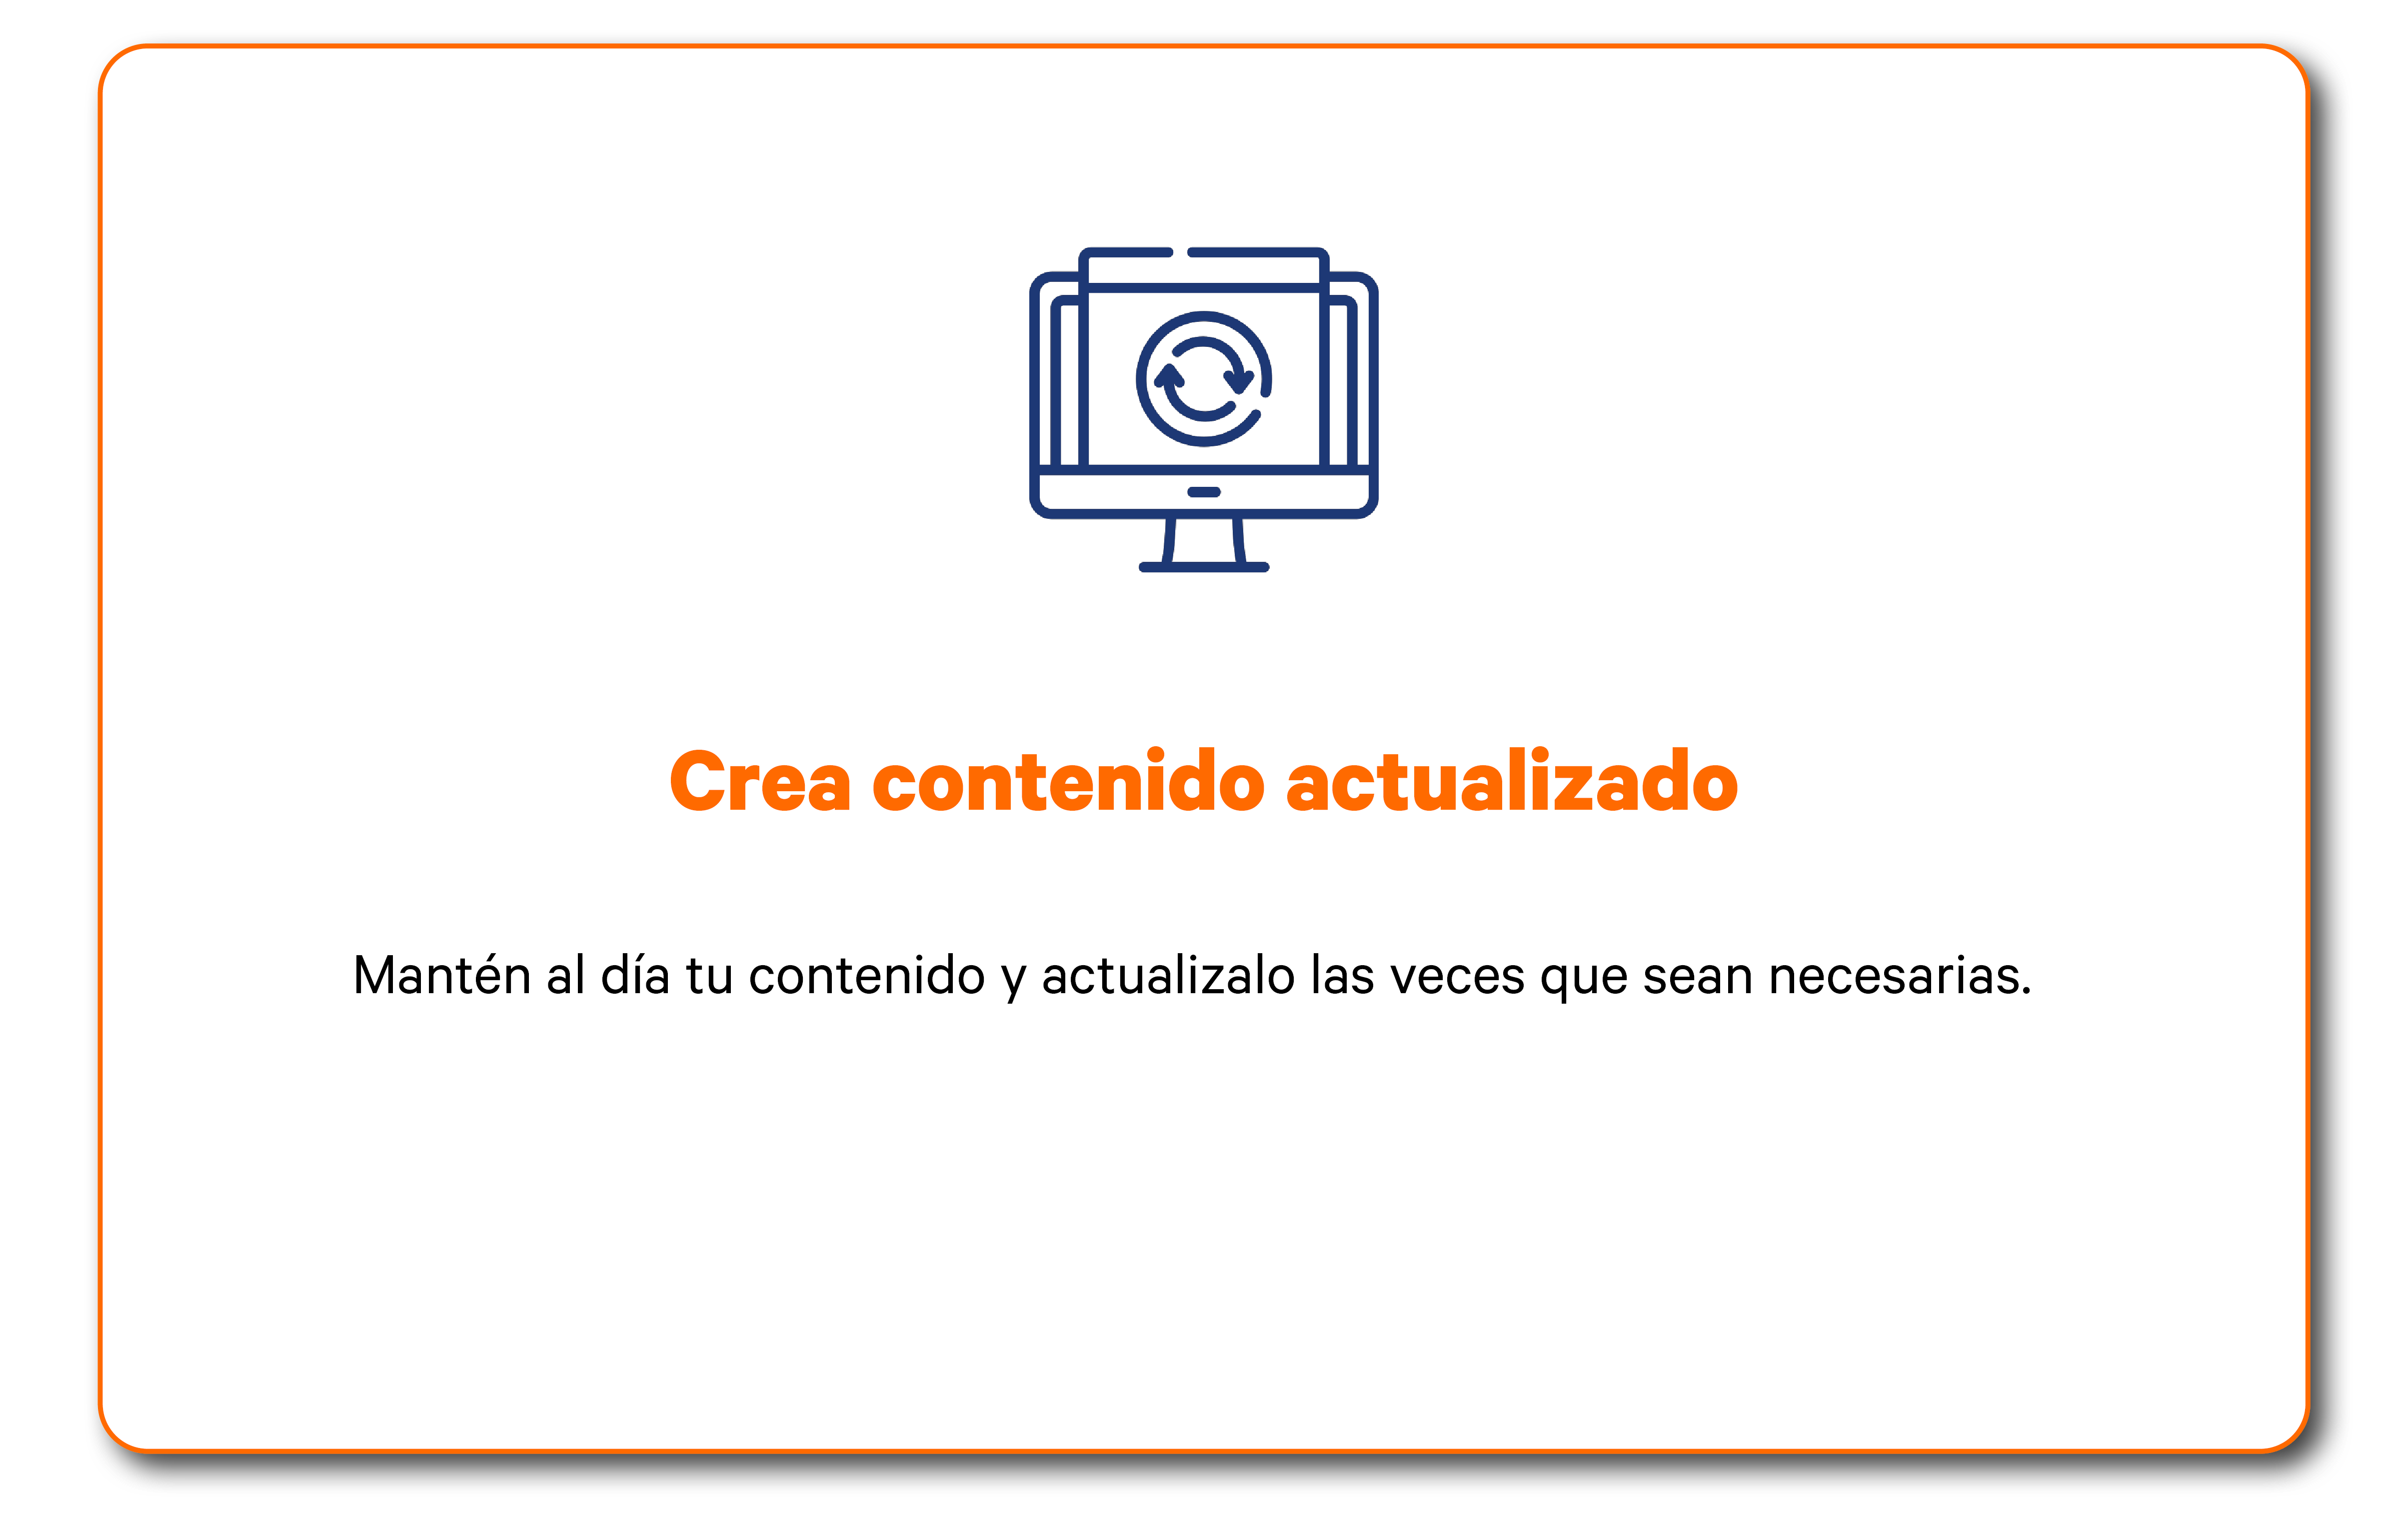 Crea contenido actualizado
Mantén al día tu contenido y actualizalo las veces que sean necesarias.